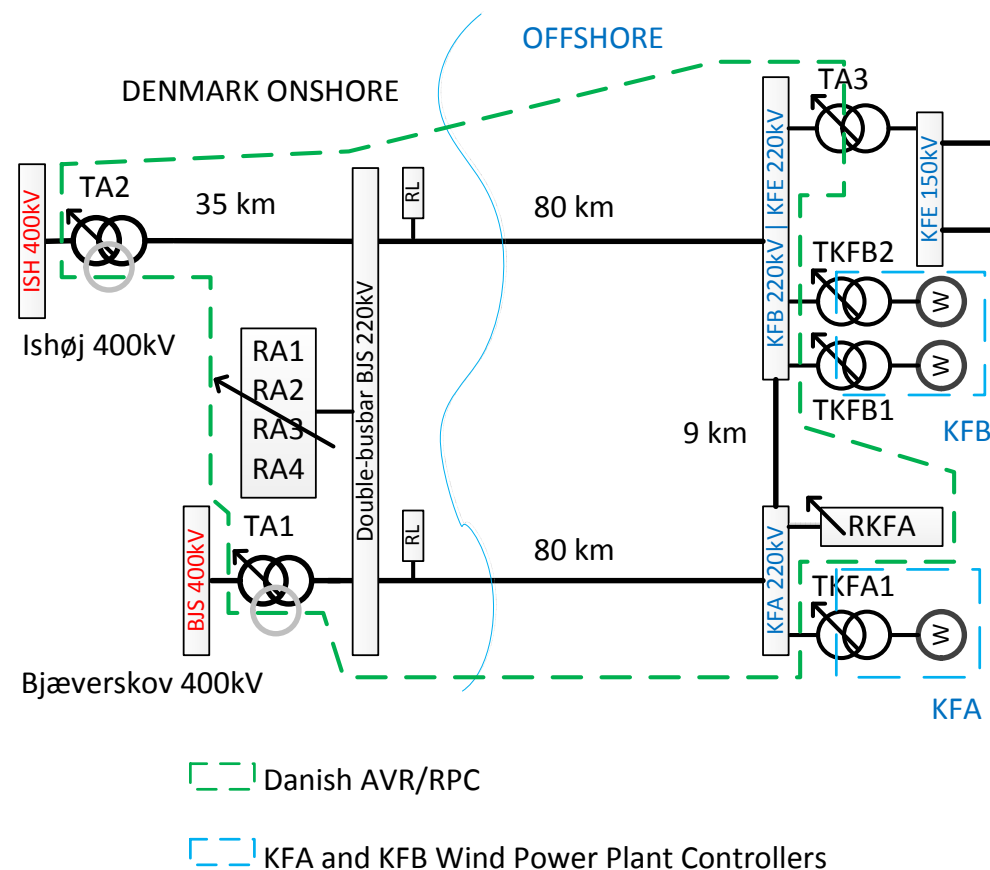 OFFSHORE
DENMARK ONSHORE
TA3
KFE 220kV
KFE 150kV
TA2
35 km
RL
80 km
ISH 400kV
Ishøj 400kV
Double-busbar BJS 220kV
KFB 220kV |
TKFB2
W
W
TKFB1
KFB
RA1
RA2
RA3
RA4
9 km
TA1
RL
80 km
BJS 400kV
Bjæverskov 400kV
KFA 220kV
RKFA
TKFA1
W
KFA
Danish AVR/RPC
KFA and KFB Wind Power Plant Controllers